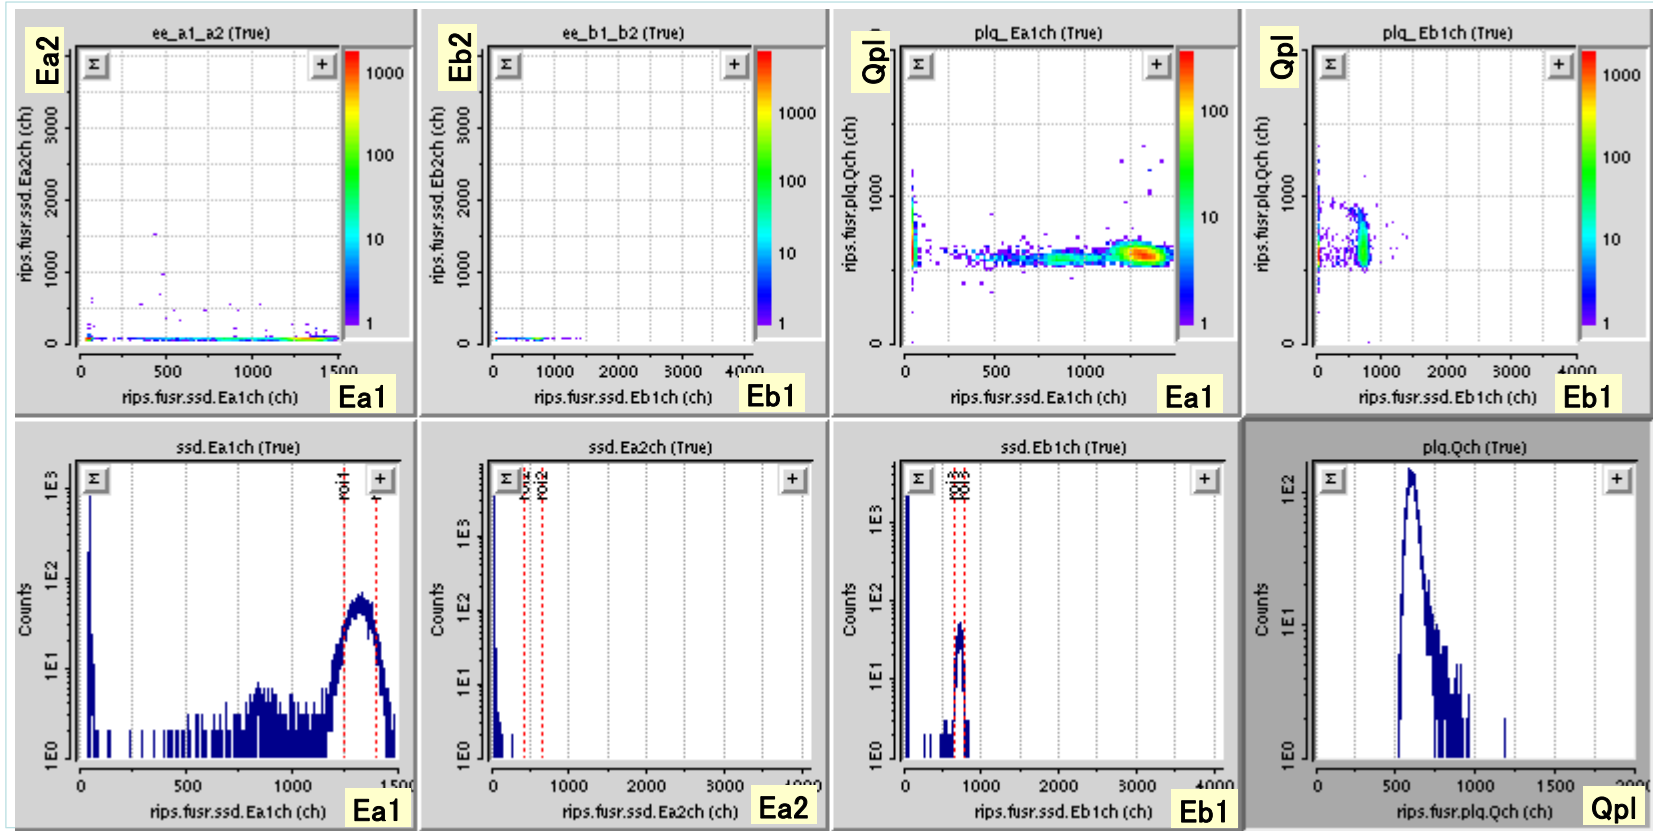 ee_a1_a2 (True)
Ea2
rips.fusr.ssd.Ea2ch (ch)
Σ
+
0 1000 2000 3000
1000
100
10
1
0 500 1000 1500
rips.fusr.ssd.Ea1ch (ch)
Ea1
ee_b1_b2 (True)
Eb2
rips.fusr.ssd.Eb2ch (ch)
Σ
+
0 1000 2000 3000
1000
100
10
1
0 1000 2000 3000 4000
rips.fusr.ssd.Eb1ch (ch)
Eb1
plq_Ea1ch (True)
Qpl
rips.fusr.plq.Qch (ch)
Σ
+
0 1000
100
10
1
0 500 1000
rips.fusr.ssd.Ea1ch (ch)
Ea1
plq_Eb1ch (True)
Qpl
rips.fusr.plq.Qch (ch)
Σ
+
0 1000
1000
100
10
1
0 1000 2000 3000 4000
rips.fusr.ssd.Eb1ch (ch)
Eb1
ssd.Ea1ch (True)
Counts
Σ
+
roi1
1E0 1E1 1E2 1E3
0 500 1000 1500
rips.fusr.ssd.Ea1ch (ch)
Ea1
ssd.Ea2ch (True)
Counts
Σ
+
roi2
1E0 1E1 1E2 1E3
0 1000 2000 3000 4000
rips.fusr.ssd.Ea2ch (ch)
Ea2
ssd.Eb1ch (True)
Counts
Σ
+
roi3 roi3
1E0 1E1 1E2 1E3
0 1000 2000 3000 4000
rips.fusr.ssd.Eb1ch (ch)
Eb1
plq.Qch (True)
Counts
Σ
+
1E0 1E1 1E2
0 500 1000 1500 2000
rips.fusr.plq.Qch (ch)
Qpl